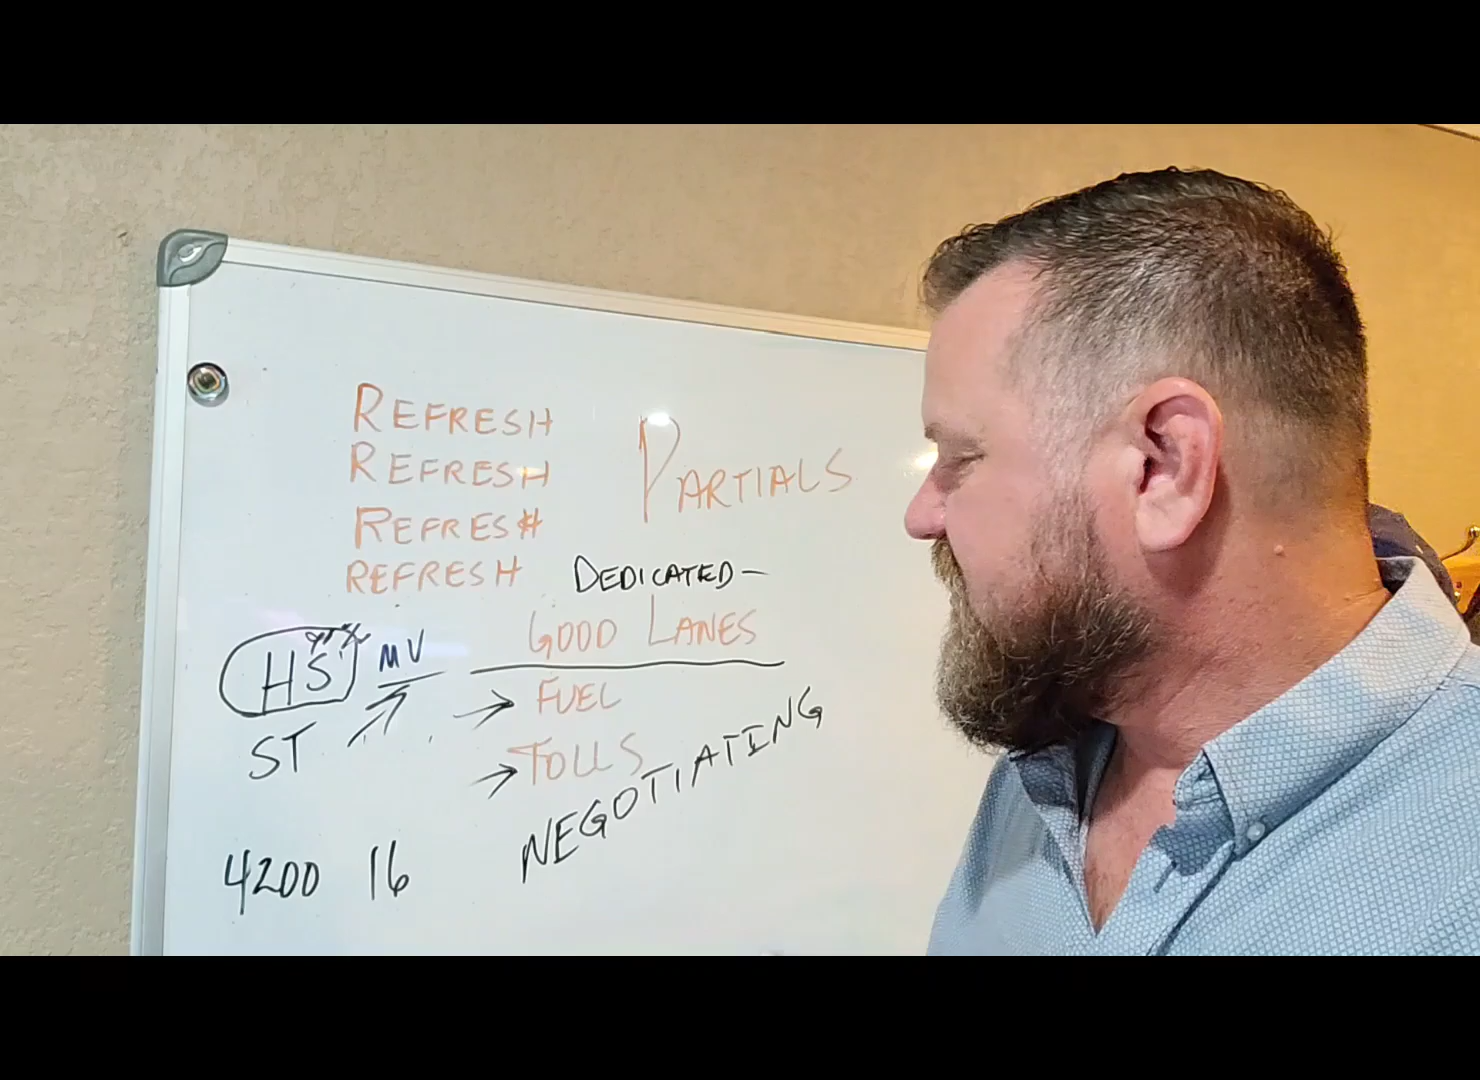 REFRESH
REFRESH
REFRESH
REFRESH
PARTIALS
DEDICATED—
GOOD LANES
HS
MV
ST
→ FUEL
→ TOLLS
NEGOTIATING
4200 16